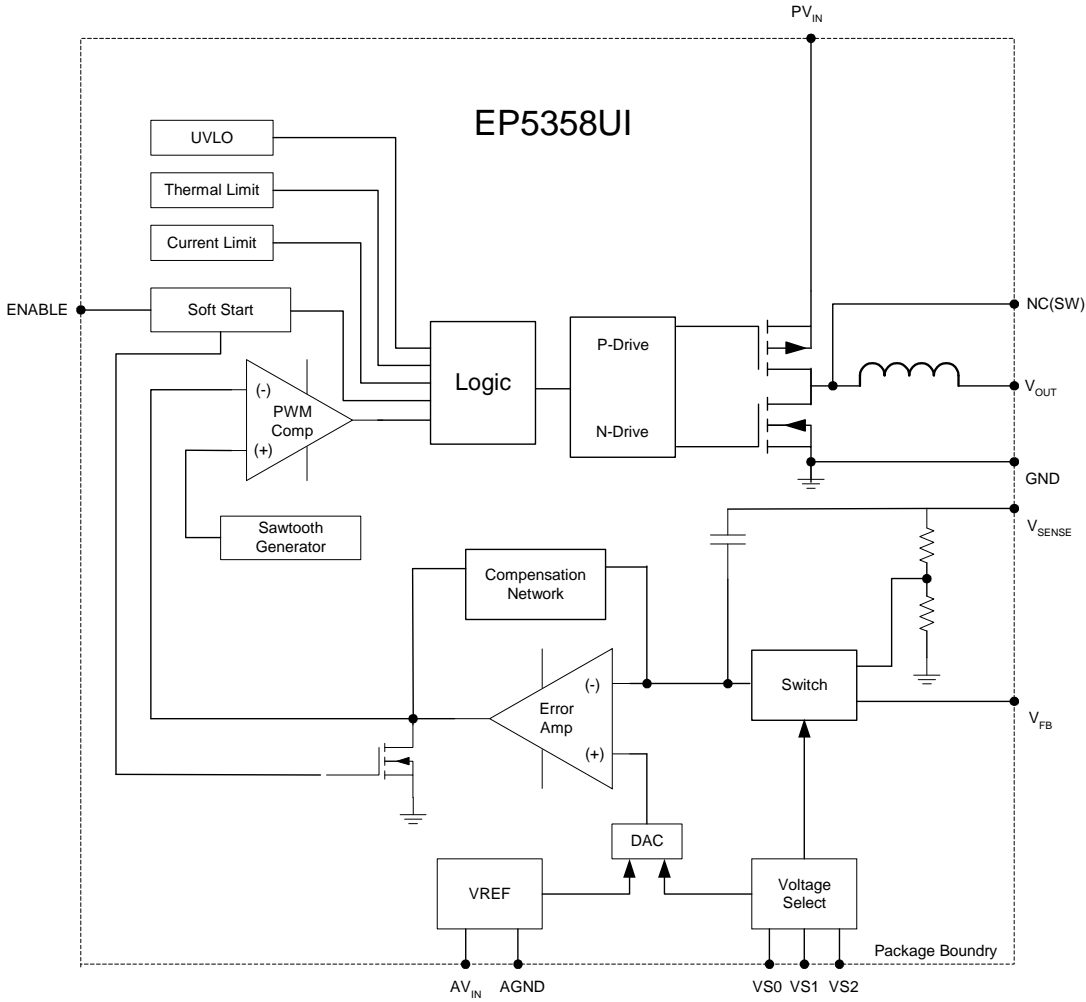 PV_IN
EP5358UI
UVLO
Thermal Limit
Current Limit
ENABLE
Soft Start
NC(SW)
P-Drive
Logic
(-)
PWM
Comp
(+)
V_OUT
N-Drive
GND
Sawtooth
Generator
V_SENSE
Compensation
Network
(-)
Switch
Error
Amp
V_FB
(+)
DAC
VREF
Voltage
Select
Package Boundry
AV_IN
AGND
VS0
VS1
VS2